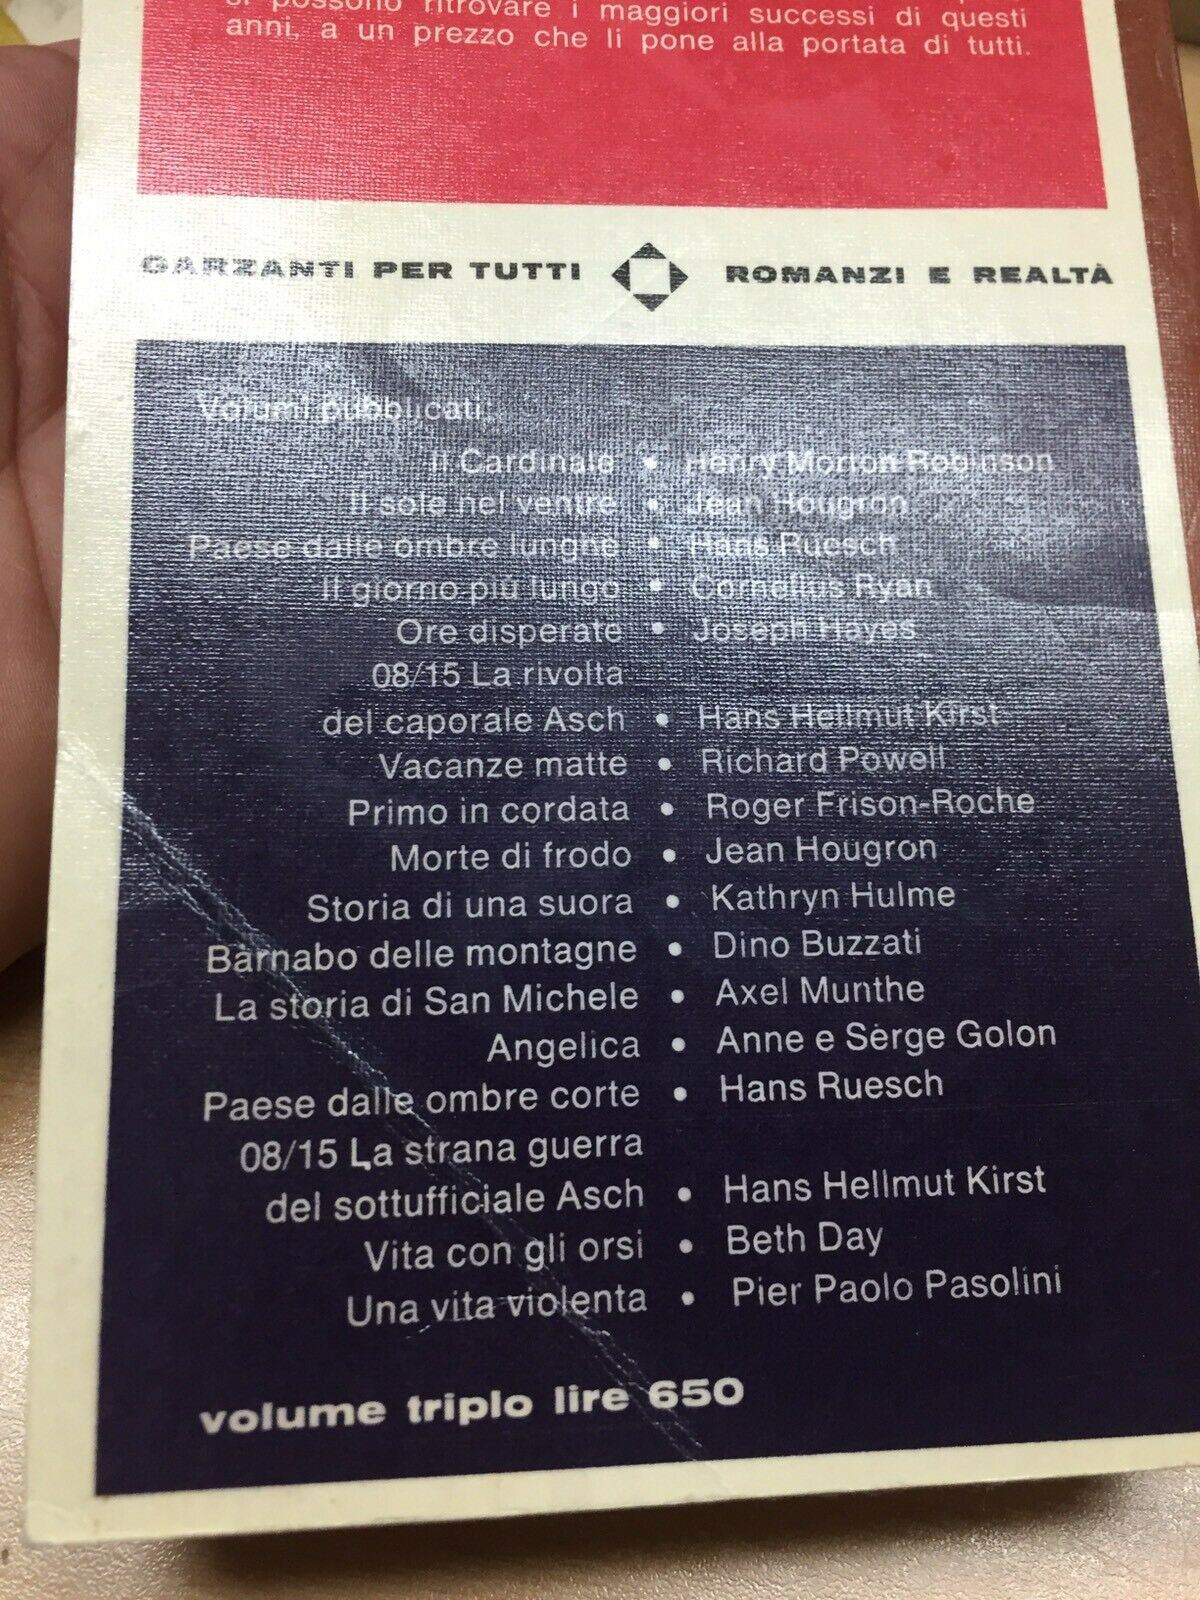 si possono ritrovare i maggiori successi di questi
anni, a un prezzo che li pone alla portata di tutti.
GARZANTI PER TUTTI ROMANZI E REALTÀ
Volumi pubblicati:
Il Cardinale • Henry Morton Robinson
Il sole nel ventre • Jean Hougron
Paese dalle ombre lunghe • Hans Ruesch
Il giorno più lungo • Cornelius Ryan
Ore disperate • Joseph Hayes
08/15 La rivolta
del caporale Asch • Hans Hellmut Kirst
Vacanze matte • Richard Powell
Primo in cordata • Roger Frison-Roche
Morte di frodo • Jean Hougron
Storia di una suora • Kathryn Hulme
Bàrnabo delle montagne • Dino Buzzati
La storia di San Michele • Axel Munthe
Angelica • Anne e Serge Golon
Paese dalle ombre corte • Hans Ruesch
08/15 La strana guerra
del sottufficiale Asch • Hans Hellmut Kirst
Vita con gli orsi • Beth Day
Una vita violenta • Pier Paolo Pasolini
volume triplo lire 650